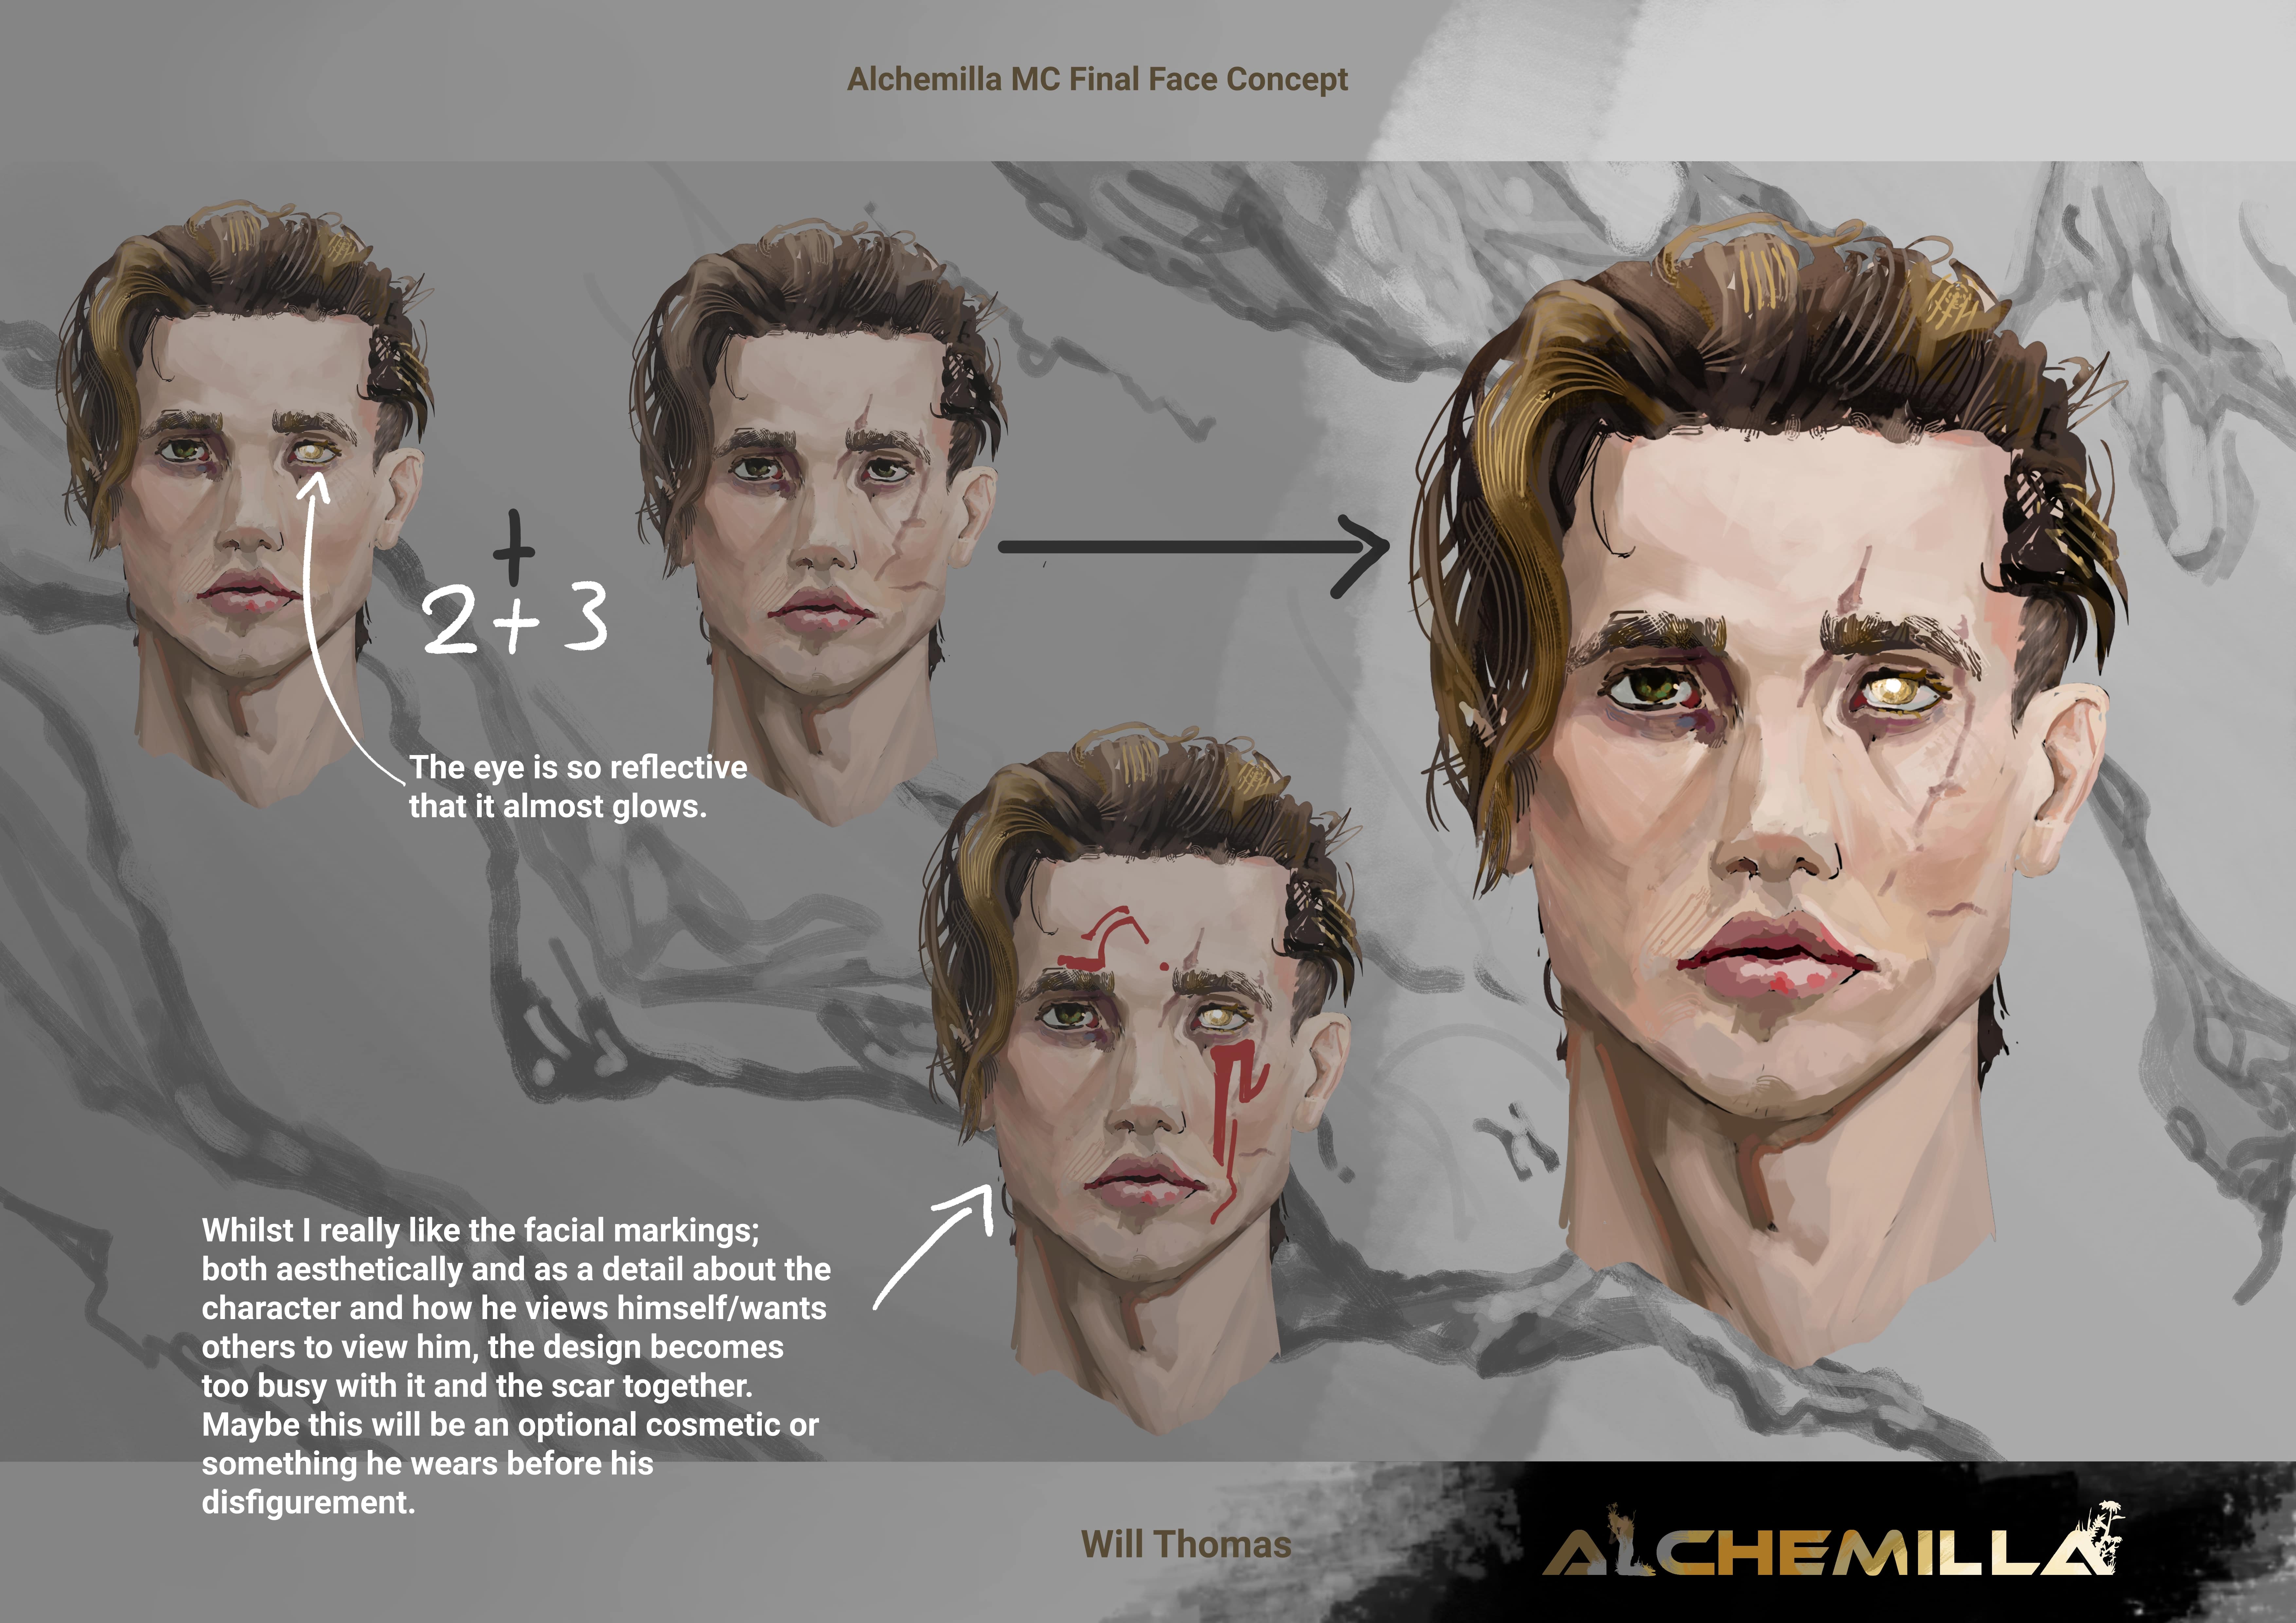 Alchemilla MC Final Face Concept
+
2+3
The eye is so reflective
that it almost glows.
Whilst I really like the facial markings;
both aesthetically and as a detail about the
character and how he views himself/wants
others to view him, the design becomes
too busy with it and the scar together.
Maybe this will be an optional cosmetic or
something he wears before his
disfigurement.
Will Thomas
ALCHEMILLA